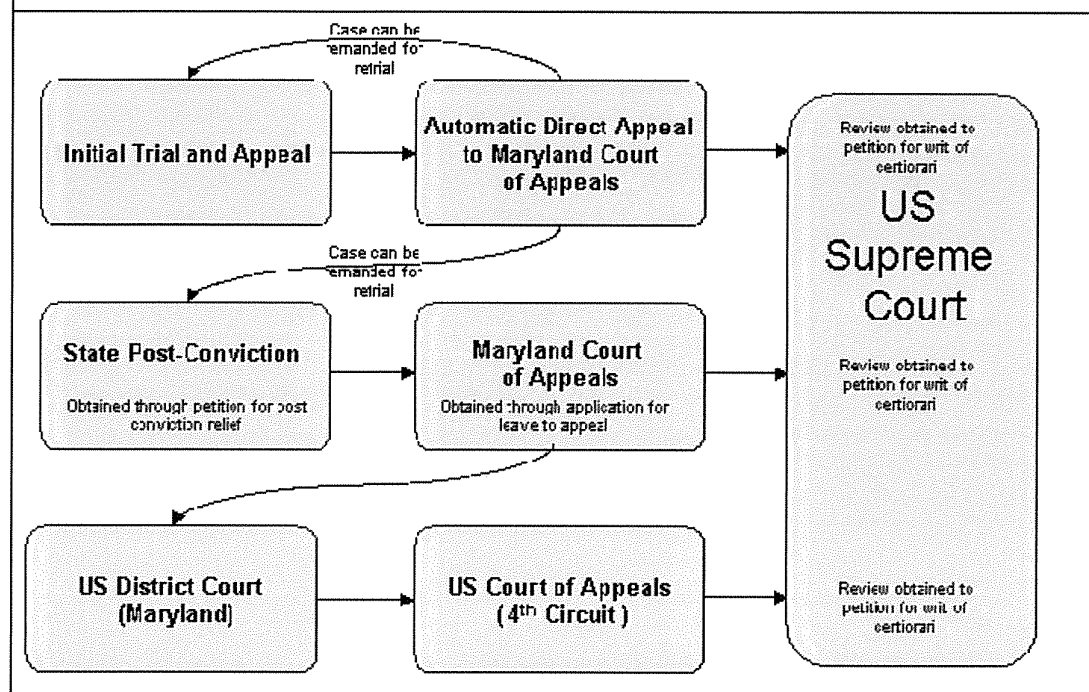 Case can be
remanded for
retrial
Initial Trial and Appeal
Automatic Direct Appeal
to Maryland Court
of Appeals
Review obtained to
petition for writ of
certiorari
US
Supreme
Court
Case can be
remanded for
retrial
State Post-Conviction
Obtained through petition for post
conviction relief
Maryland Court
of Appeals
Obtained through application for
leave to appeal
Review obtained to
petition for writ of
certiorari
US District Court
(Maryland)
US Court of Appeals
(4th Circuit)
Review obtained to
petition for writ of
certiorari